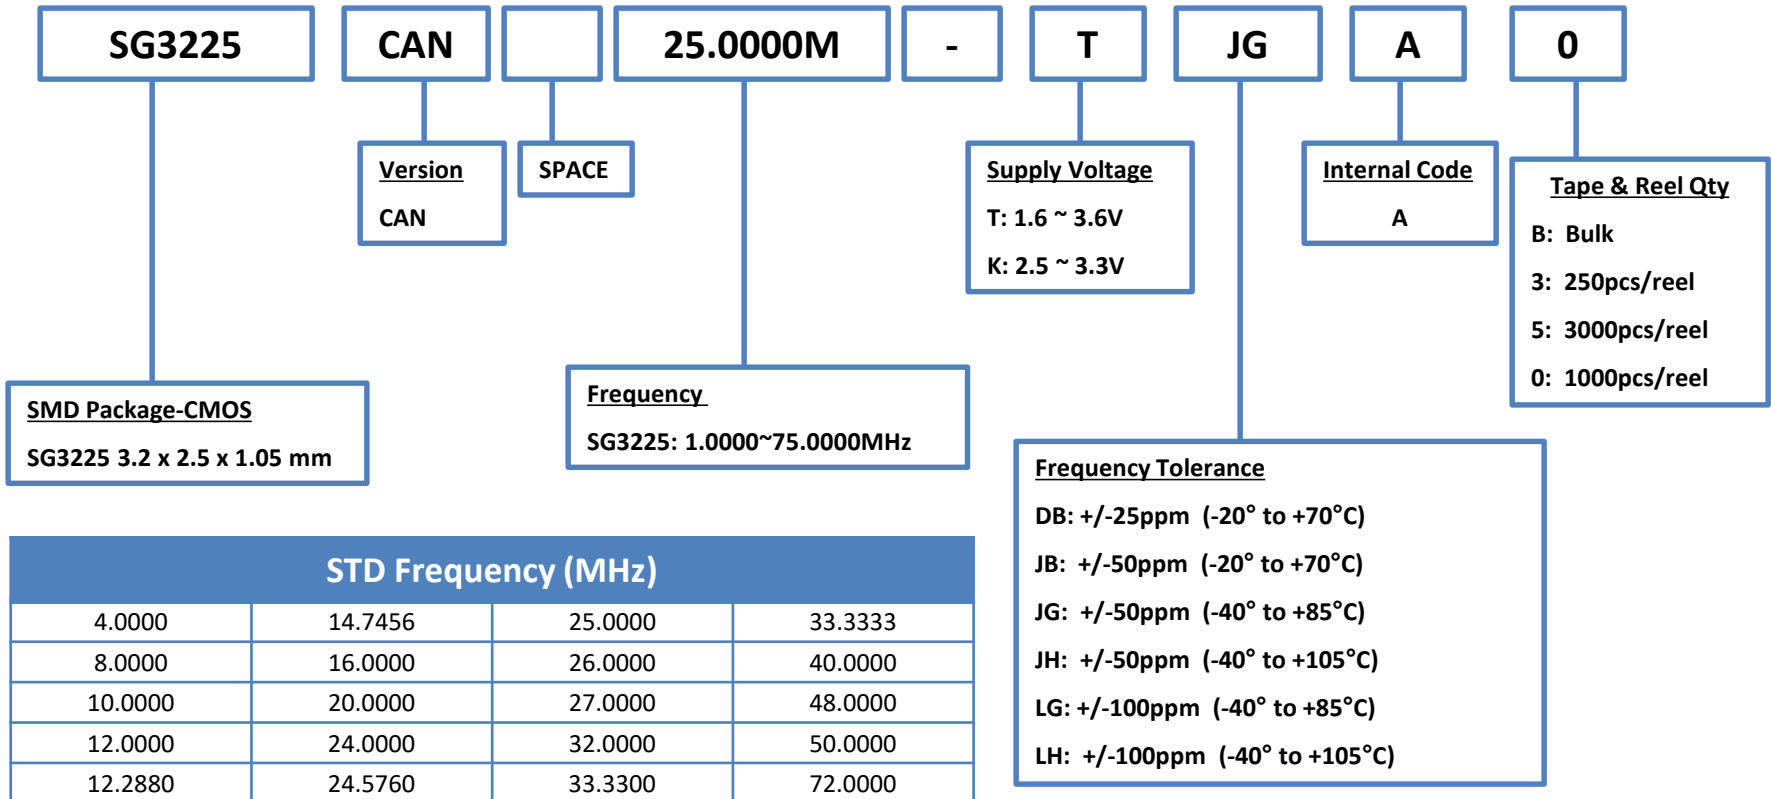 SG3225 CAN 25.0000M - T JG A 0
Version
CAN
SPACE
Supply Voltage
T: 1.6 ~ 3.6V
K: 2.5 ~ 3.3V
Internal Code
A
Tape & Reel Qty
B: Bulk
3: 250pcs/reel
5: 3000pcs/reel
0: 1000pcs/reel
SMD Package-CMOS
SG3225 3.2 x 2.5 x 1.05 mm
Frequency
SG3225: 1.0000~75.0000MHz
Frequency Tolerance
DB: +/-25ppm (-20° to +70°C)
JB: +/-50ppm (-20° to +70°C)
JG: +/-50ppm (-40° to +85°C)
JH: +/-50ppm (-40° to +105°C)
LG: +/-100ppm (-40° to +85°C)
LH: +/-100ppm (-40° to +105°C)
STD Frequency (MHz)
4.0000 14.7456 25.0000 33.3333
8.0000 16.0000 26.0000 40.0000
10.0000 20.0000 27.0000 48.0000
12.0000 24.0000 32.0000 50.0000
12.2880 24.5760 33.3300 72.0000